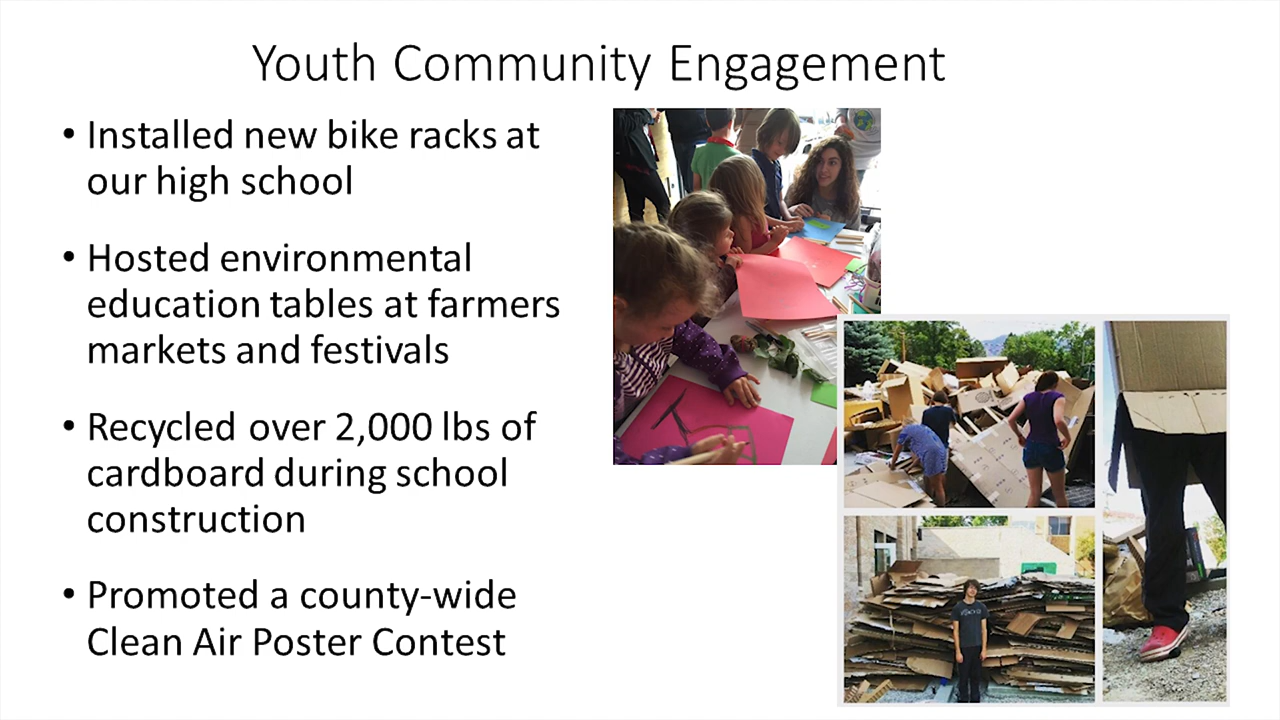 Youth Community Engagement
• Installed new bike racks at
our high school
• Hosted environmental
education tables at farmers
markets and festivals
• Recycled over 2,000 lbs of
cardboard during school
construction
• Promoted a county-wide
Clean Air Poster Contest